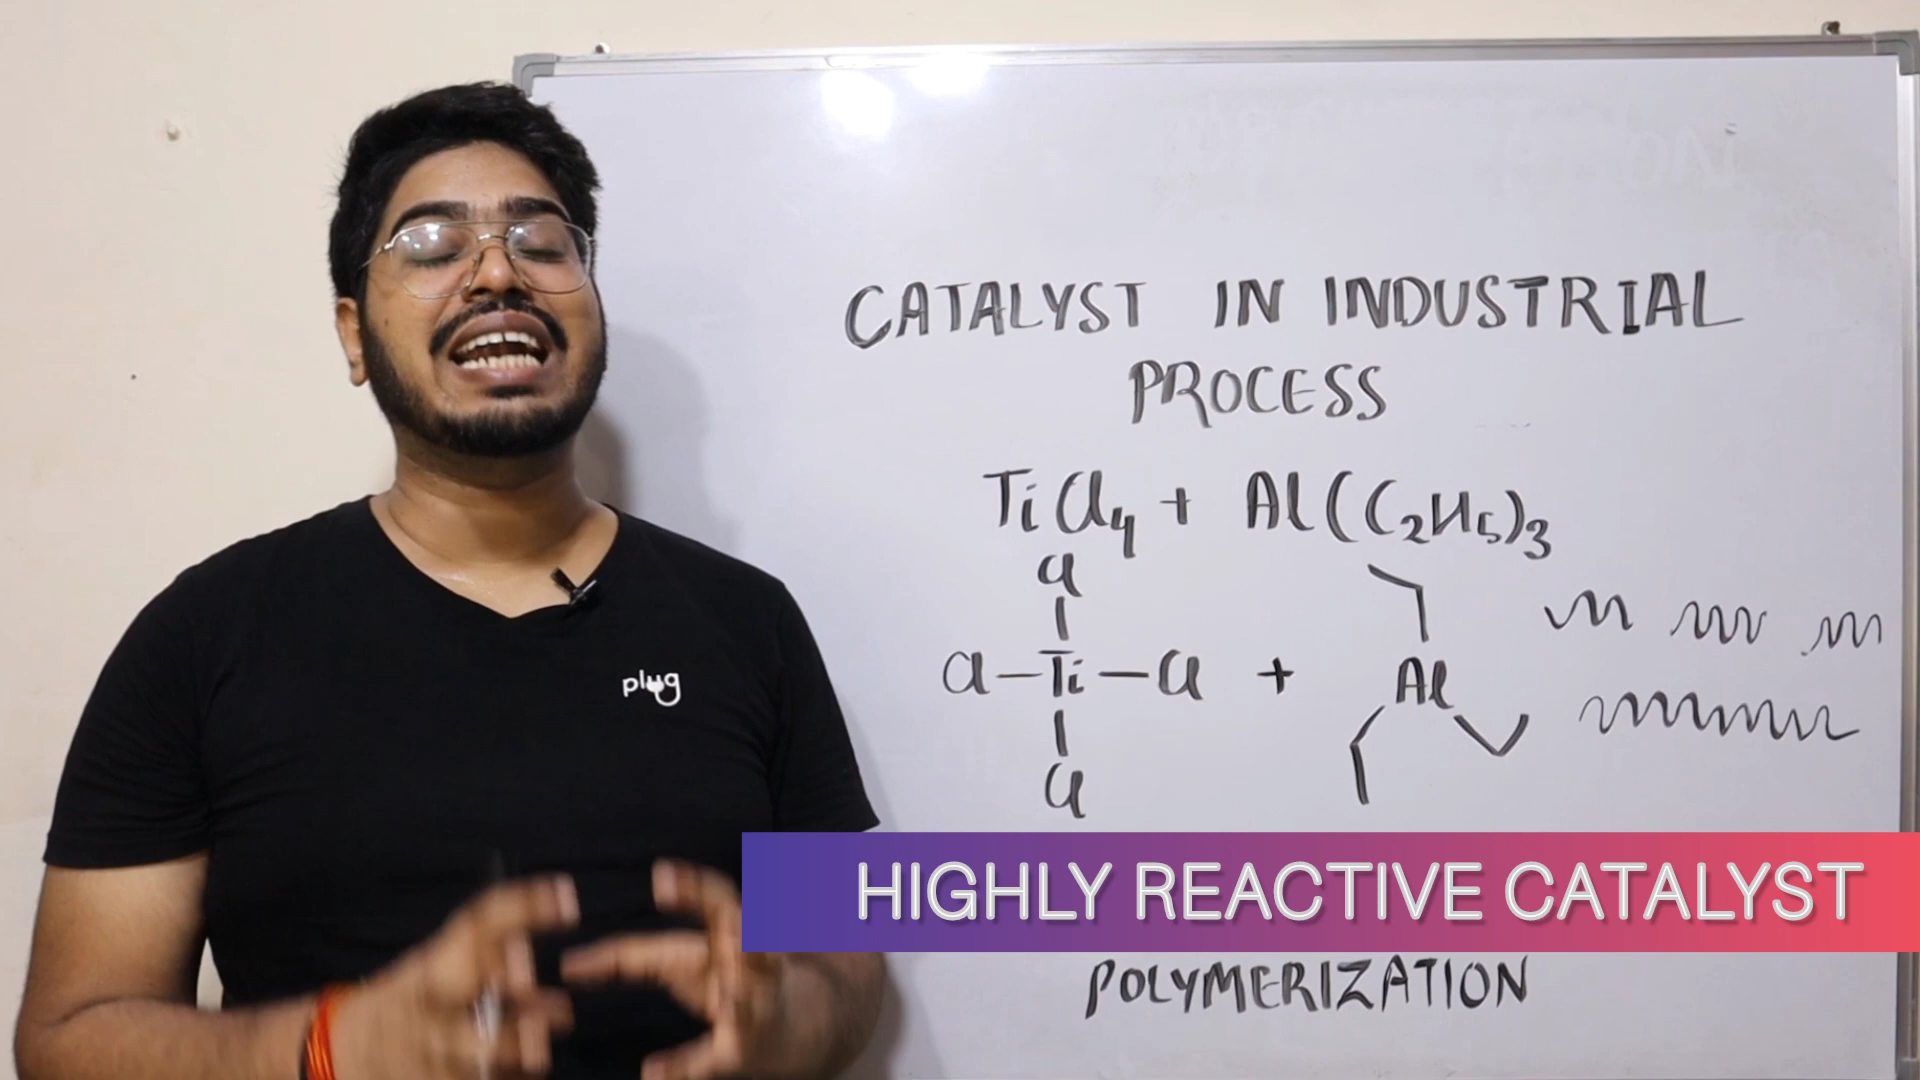 CATALYST IN INDUSTRIAL
PROCESS
TiCl4 + Al(C2H5)3
Cl
Cl-Ti-Cl + Al
Cl
plug
HIGHLY REACTIVE CATALYST
POLYMERIZATION